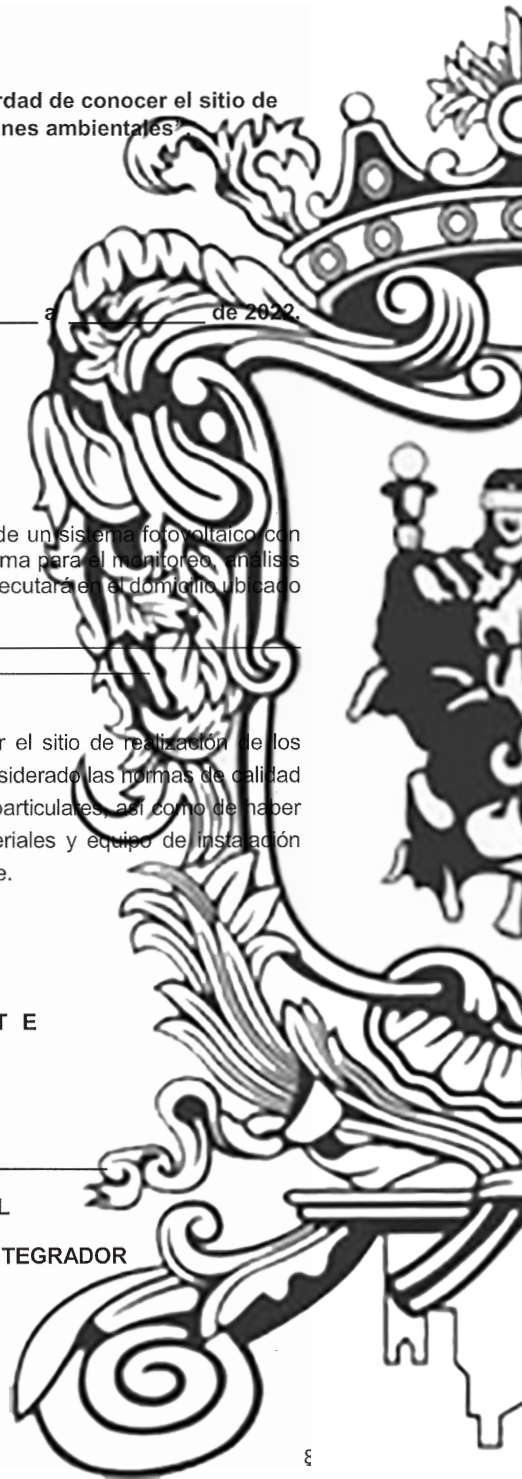 rdad de conocer el sitio de
nes ambientales".
a de 2022.
de un sistema fotovoltaico con
ma para el monitoreo, análisis
ecutará en el domicilio ubicado
r el sitio de realización de los
siderado las normas de calidad
particulares, así como de haber
eriales y equipo de instalación
e.
T E
L
TEGRADOR
8